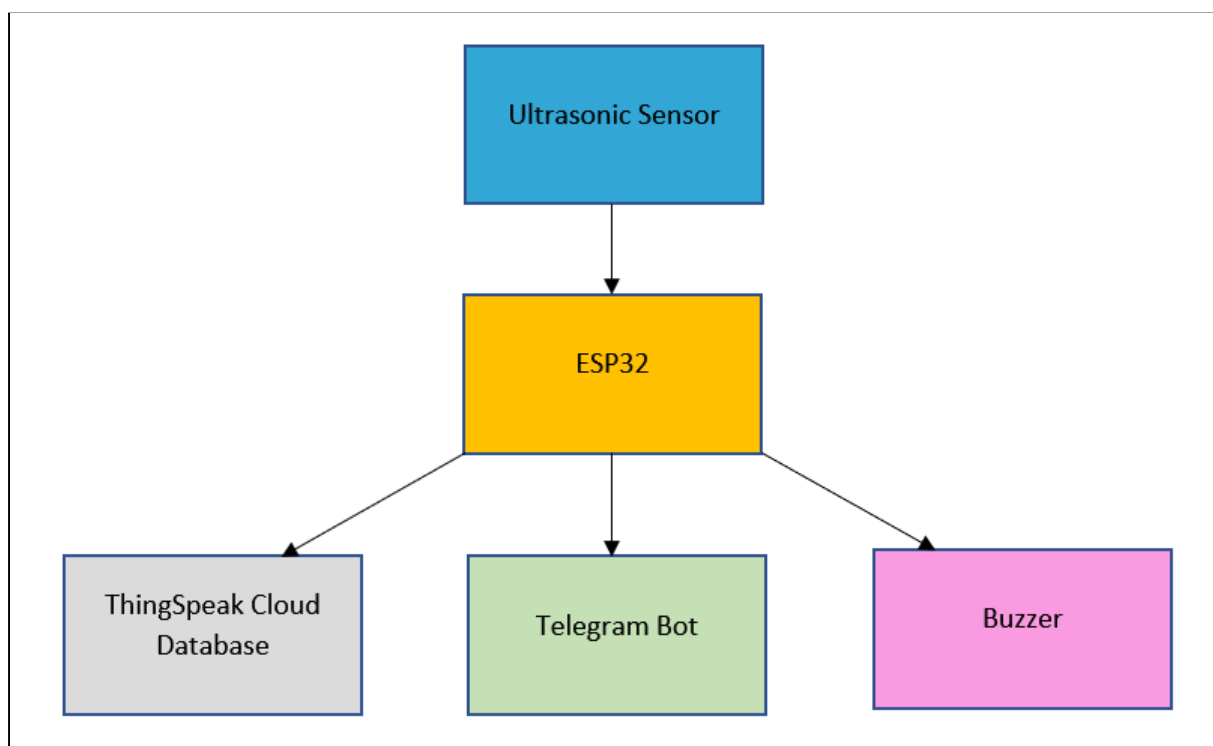 Ultrasonic Sensor
ESP32
ThingSpeak Cloud
Database
Telegram Bot
Buzzer